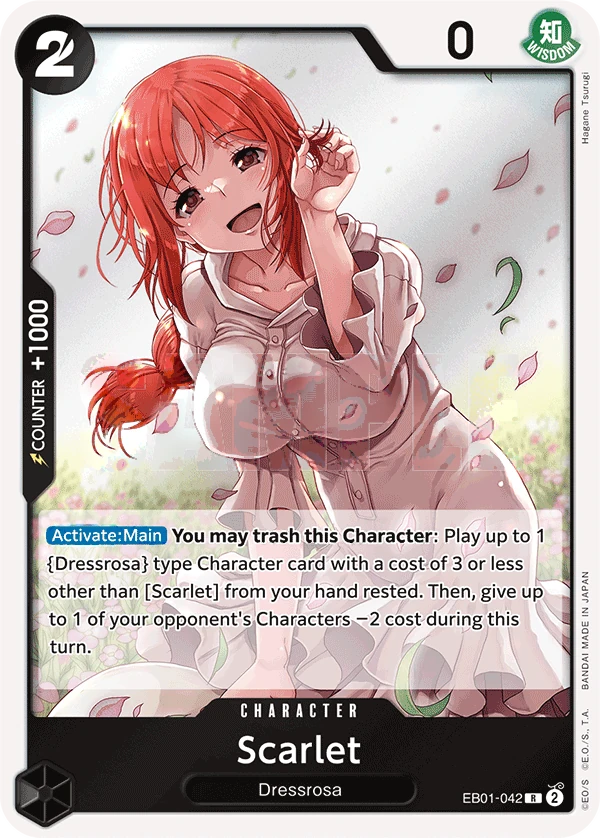 2
0
知
WISDOM
Hagane Tsurugi
COUNTER +1000
Activate:Main You may trash this Character: Play up to 1
{Dressrosa} type Character card with a cost of 3 or less
other than [Scarlet] from your hand rested. Then, give up
to 1 of your opponent's Characters −2 cost during this
turn.
©EO/S ©E.O./S., T.A. BANDAI MADE IN JAPAN
CHARACTER
Scarlet
Dressrosa
EB01-042 R 2